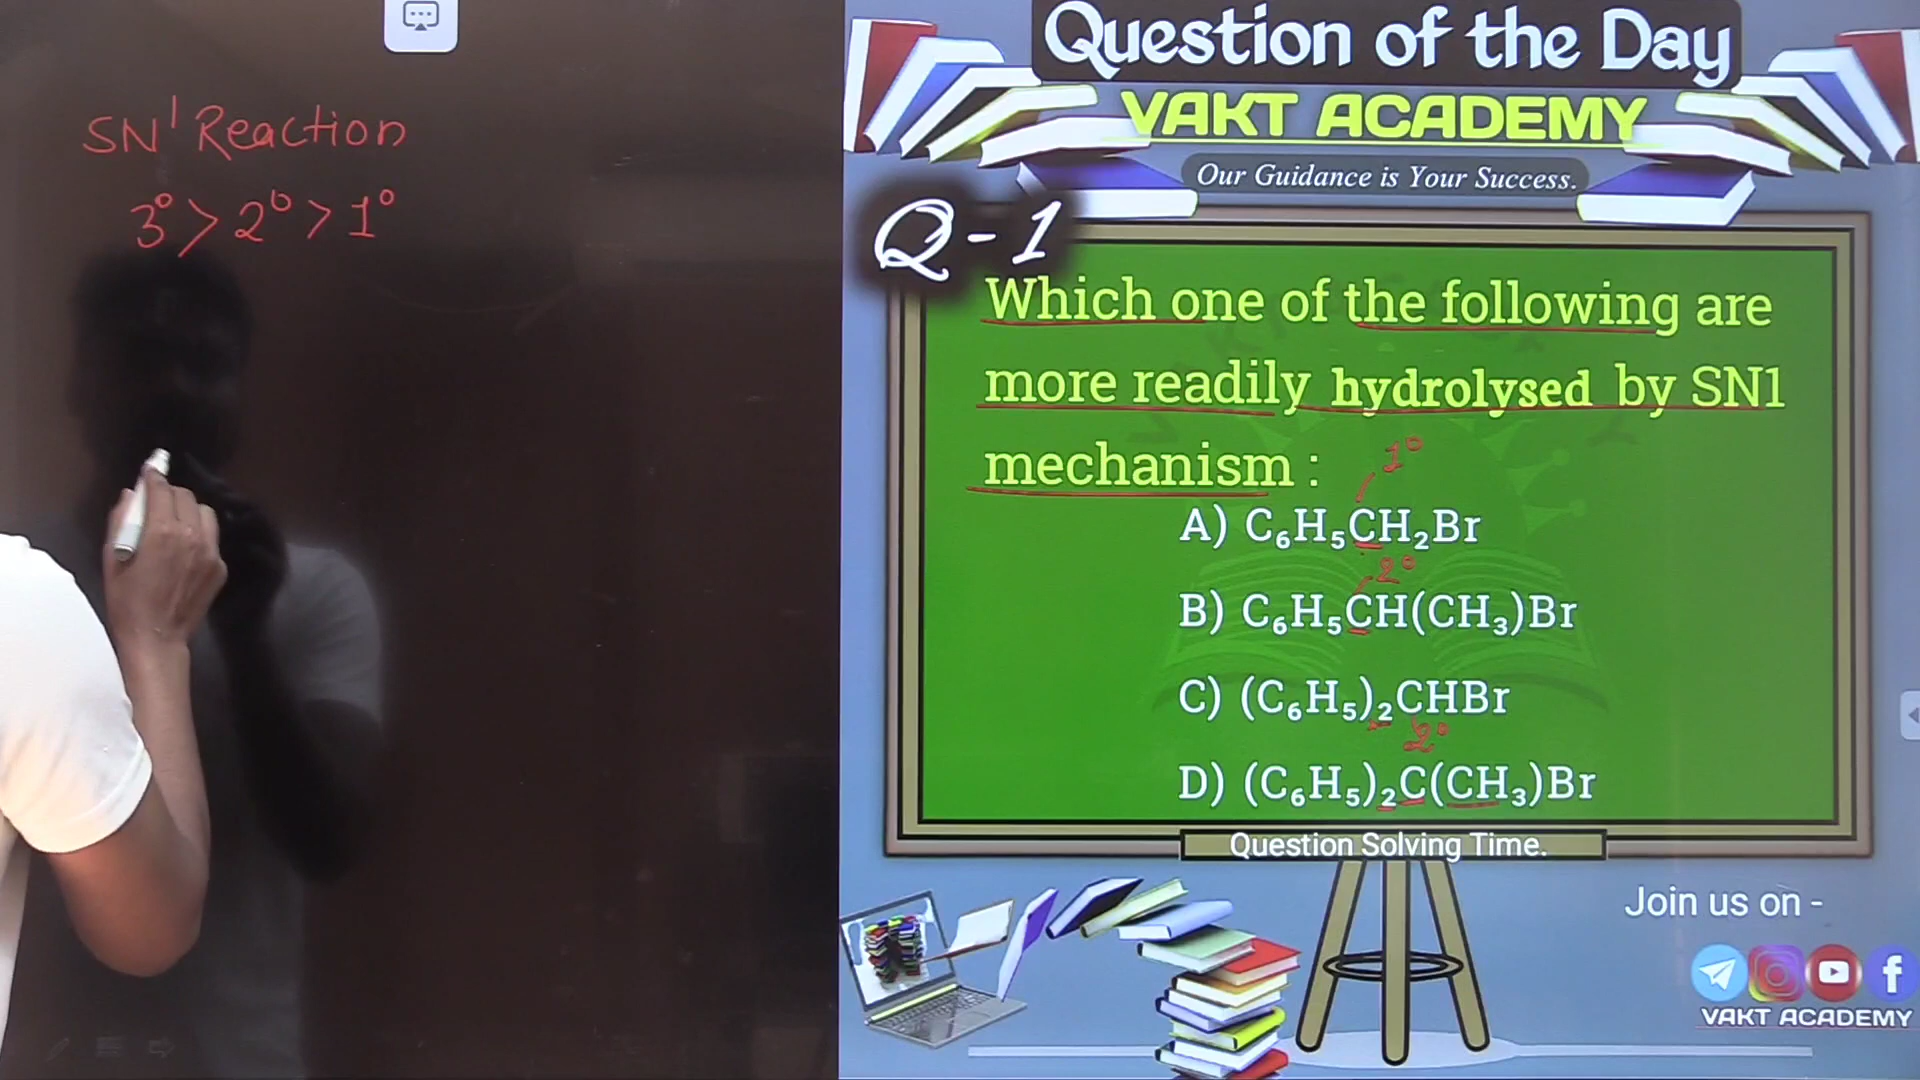 SN¹ Reaction
3° > 2° > 1°
Question of the Day
VAKT ACADEMY
Our Guidance is Your Success.
Q-1
Which one of the following are
more readily hydrolysed by SN1
mechanism :
1°
A) C₆H₅CH₂Br
2°
B) C₆H₅CH(CH₃)Br
C) (C₆H₅)₂CHBr
2°
D) (C₆H₅)₂C(CH₃)Br
Question Solving Time.
Join us on -
VAKT ACADEMY